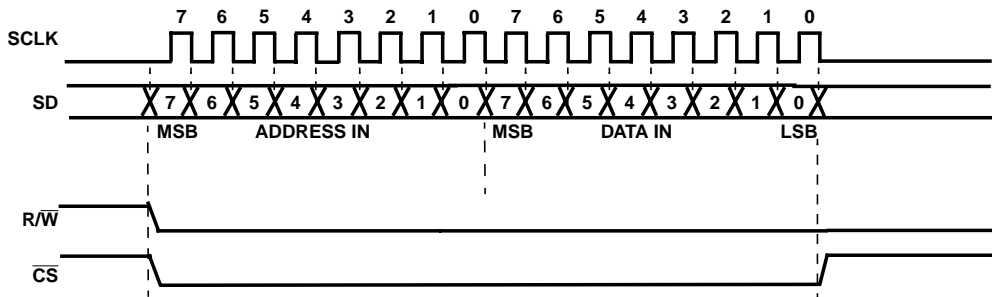 7 6 5 4 3 2 1 0 7 6 5 4 3 2 1 0
SCLK
SD 7 6 5 4 3 2 1 0 7 6 5 4 3 2 1 0
MSB ADDRESS IN MSB DATA IN LSB
R/W̅
C̅S̅